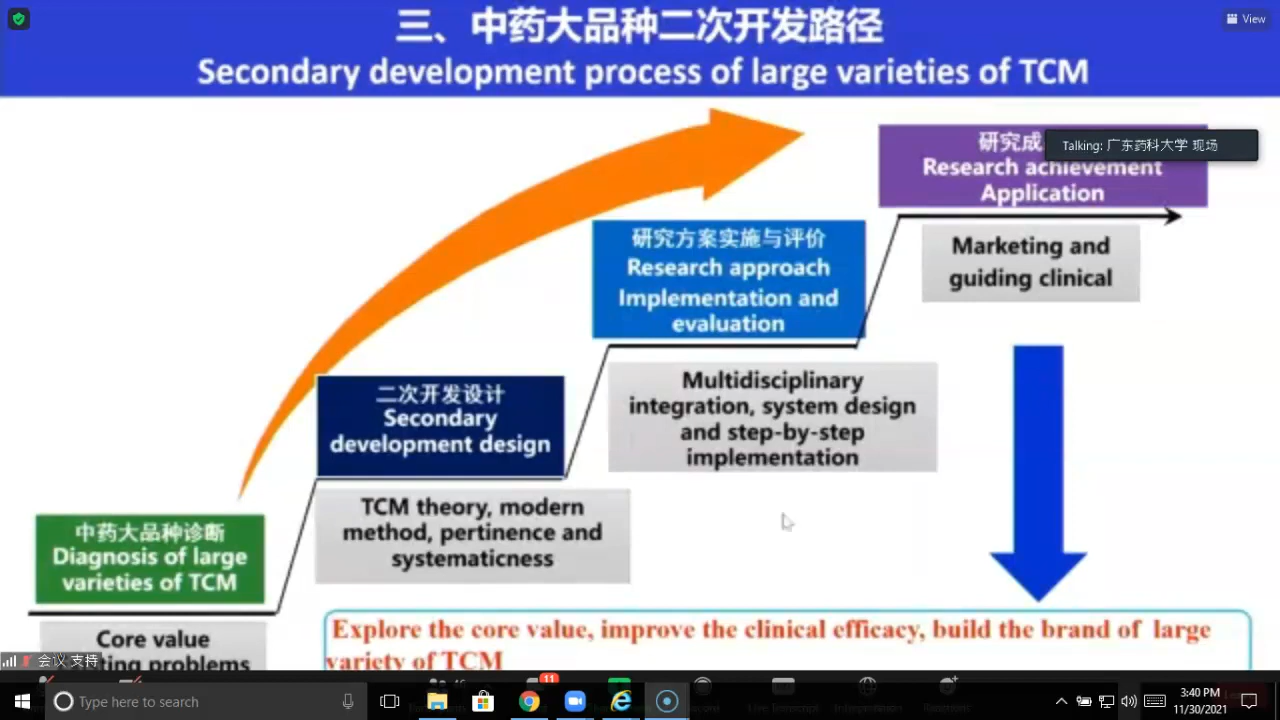 三、中药大品种二次开发路径
Secondary development process of large varieties of TCM
View
研究成
Talking: 广东药科大学 现场
Research achievement
Application
Marketing and
guiding clinical
研究方案实施与评价
Research approach
Implementation and
evaluation
Multidisciplinary
integration, system design
and step-by-step
implementation
二次开发设计
Secondary
development design
TCM theory, modern
method, pertinence and
systematicness
中药大品种诊断
Diagnosis of large
varieties of TCM
Core value
problems
Explore the core value, improve the clinical efficacy, build the brand of large
variety of TCM
会议 支持
11
Type here to search
3:40 PM
11/30/2021